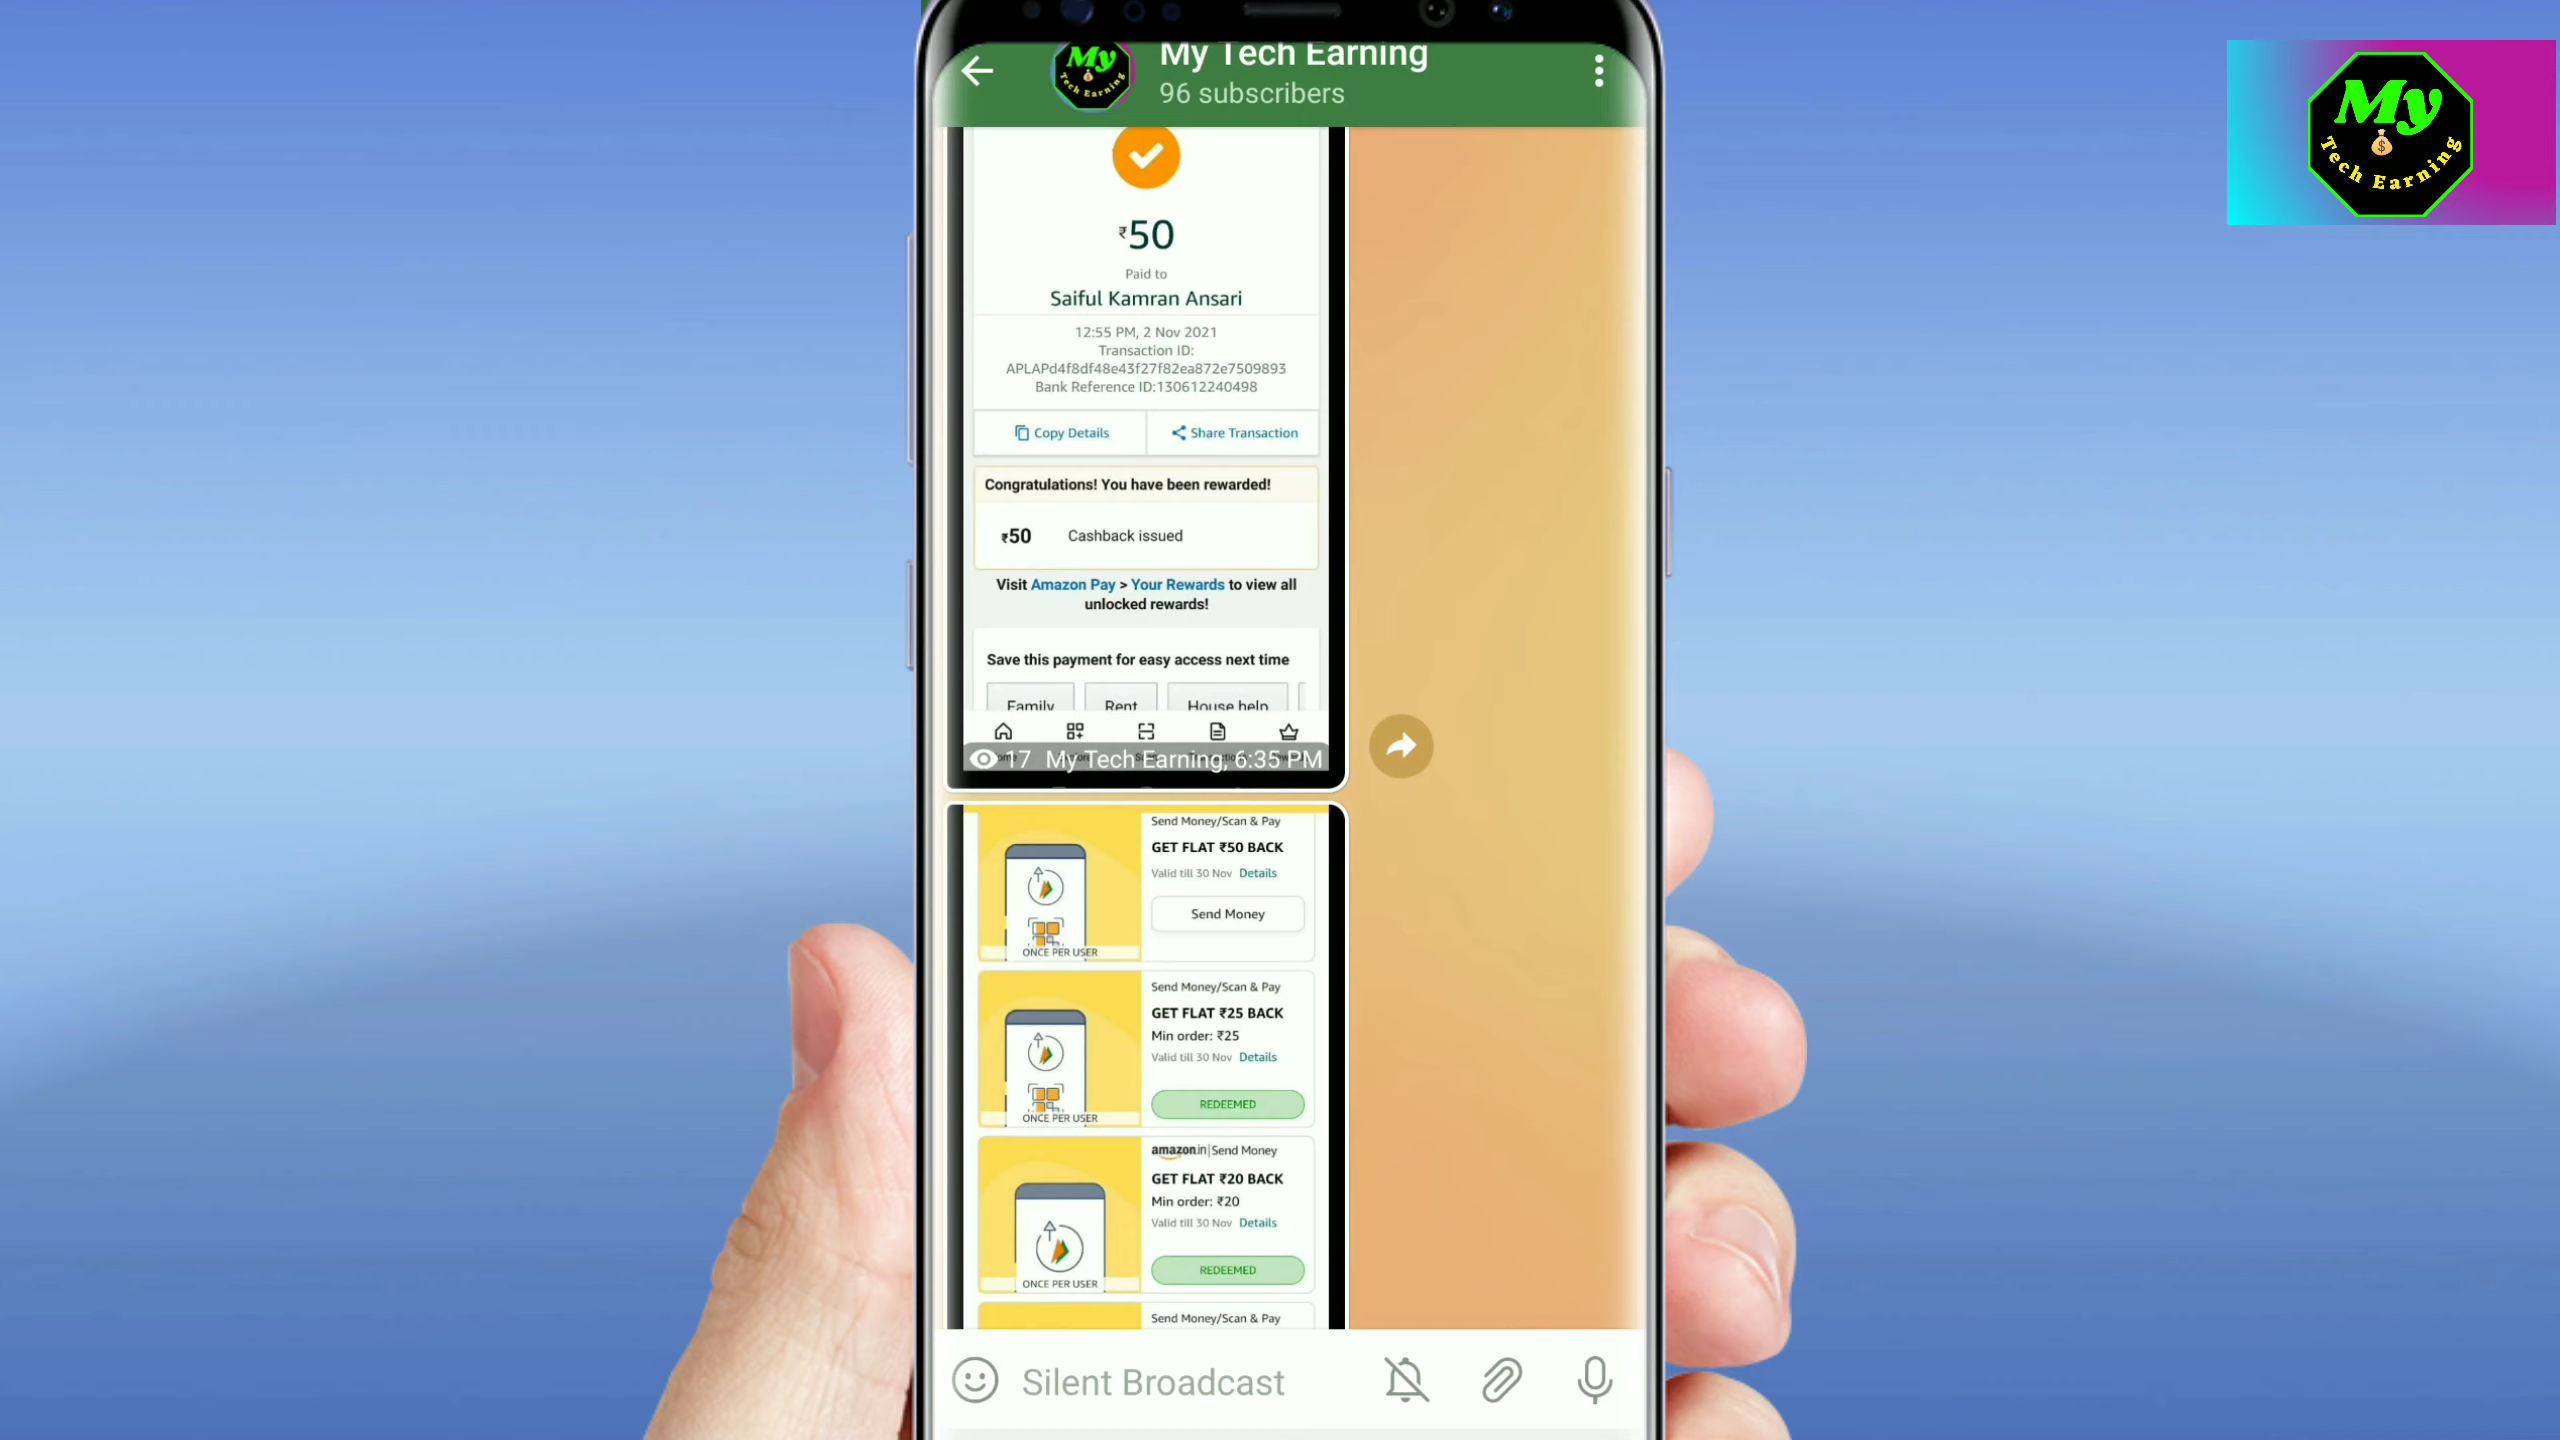 My Tech Earning
96 subscribers
My
Tech Earning
My
Tech Earning
₹50
Paid to
Saiful Kamran Ansari
12:55 PM, 2 Nov 2021
Transaction ID:
APLAPd4f8df48e43f27f82ea872e7509893
Bank Reference ID:130612240498
Copy Details
Share Transaction
Congratulations! You have been rewarded!
₹50 Cashback issued
Visit Amazon Pay > Your Rewards to view all
unlocked rewards!
Save this payment for easy access next time
Family Rent House help
17 My Tech Earning, 6:35 PM
Send Money/Scan & Pay
GET FLAT ₹50 BACK
Valid till 30 Nov Details
Send Money
ONCE PER USER
Send Money/Scan & Pay
GET FLAT ₹25 BACK
Min order: ₹25
Valid till 30 Nov Details
REDEEMED
ONCE PER USER
amazon.in|Send Money
GET FLAT ₹20 BACK
Min order: ₹20
Valid till 30 Nov Details
REDEEMED
ONCE PER USER
Send Money/Scan & Pay
Silent Broadcast